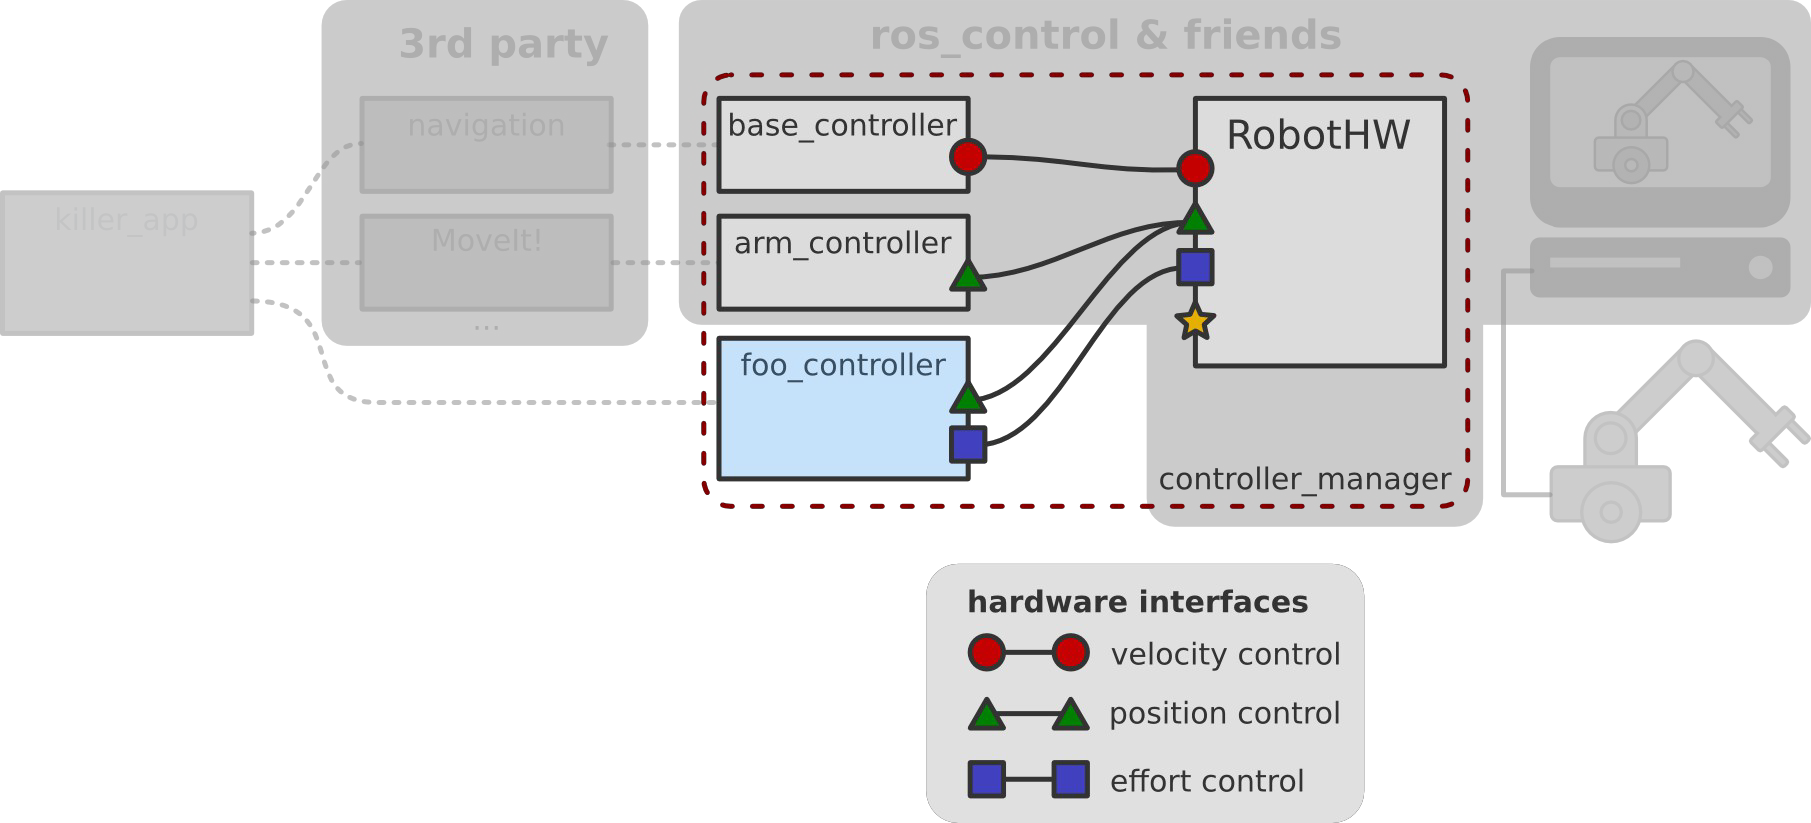 3rd party
ros_control & friends
killer_app
navigation
MoveIt!
...
base_controller
arm_controller
foo_controller
RobotHW
controller_manager
hardware interfaces
velocity control
position control
effort control